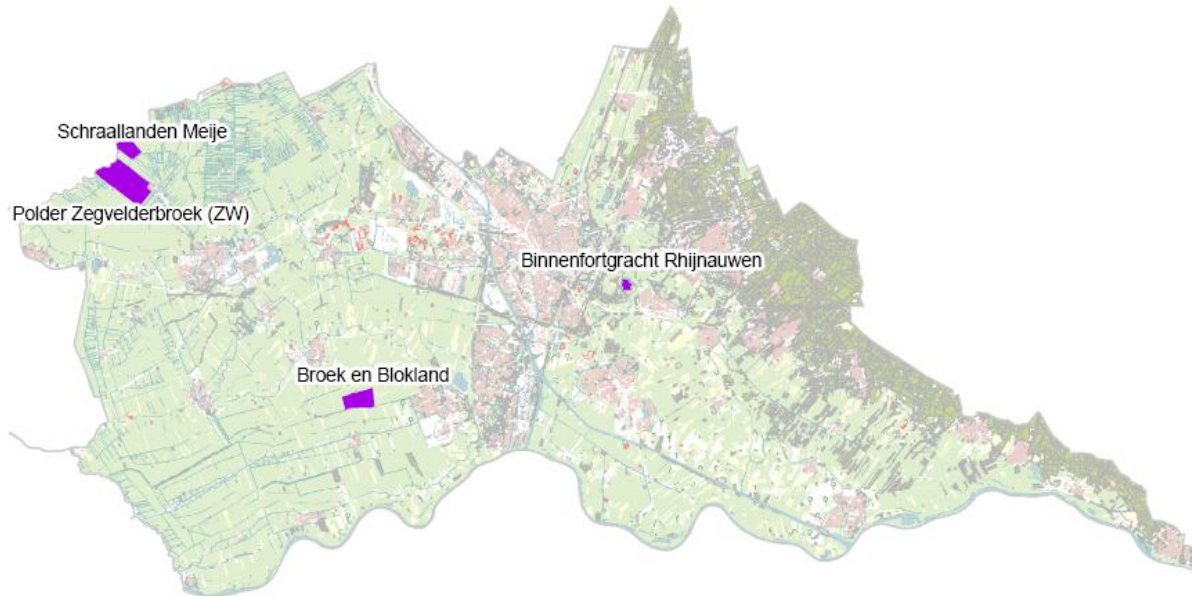 Schraallanden Meije
Polder Zegvelderbroek (ZW)
Binnenfortgracht Rhijnauwen
Broek en Blokland